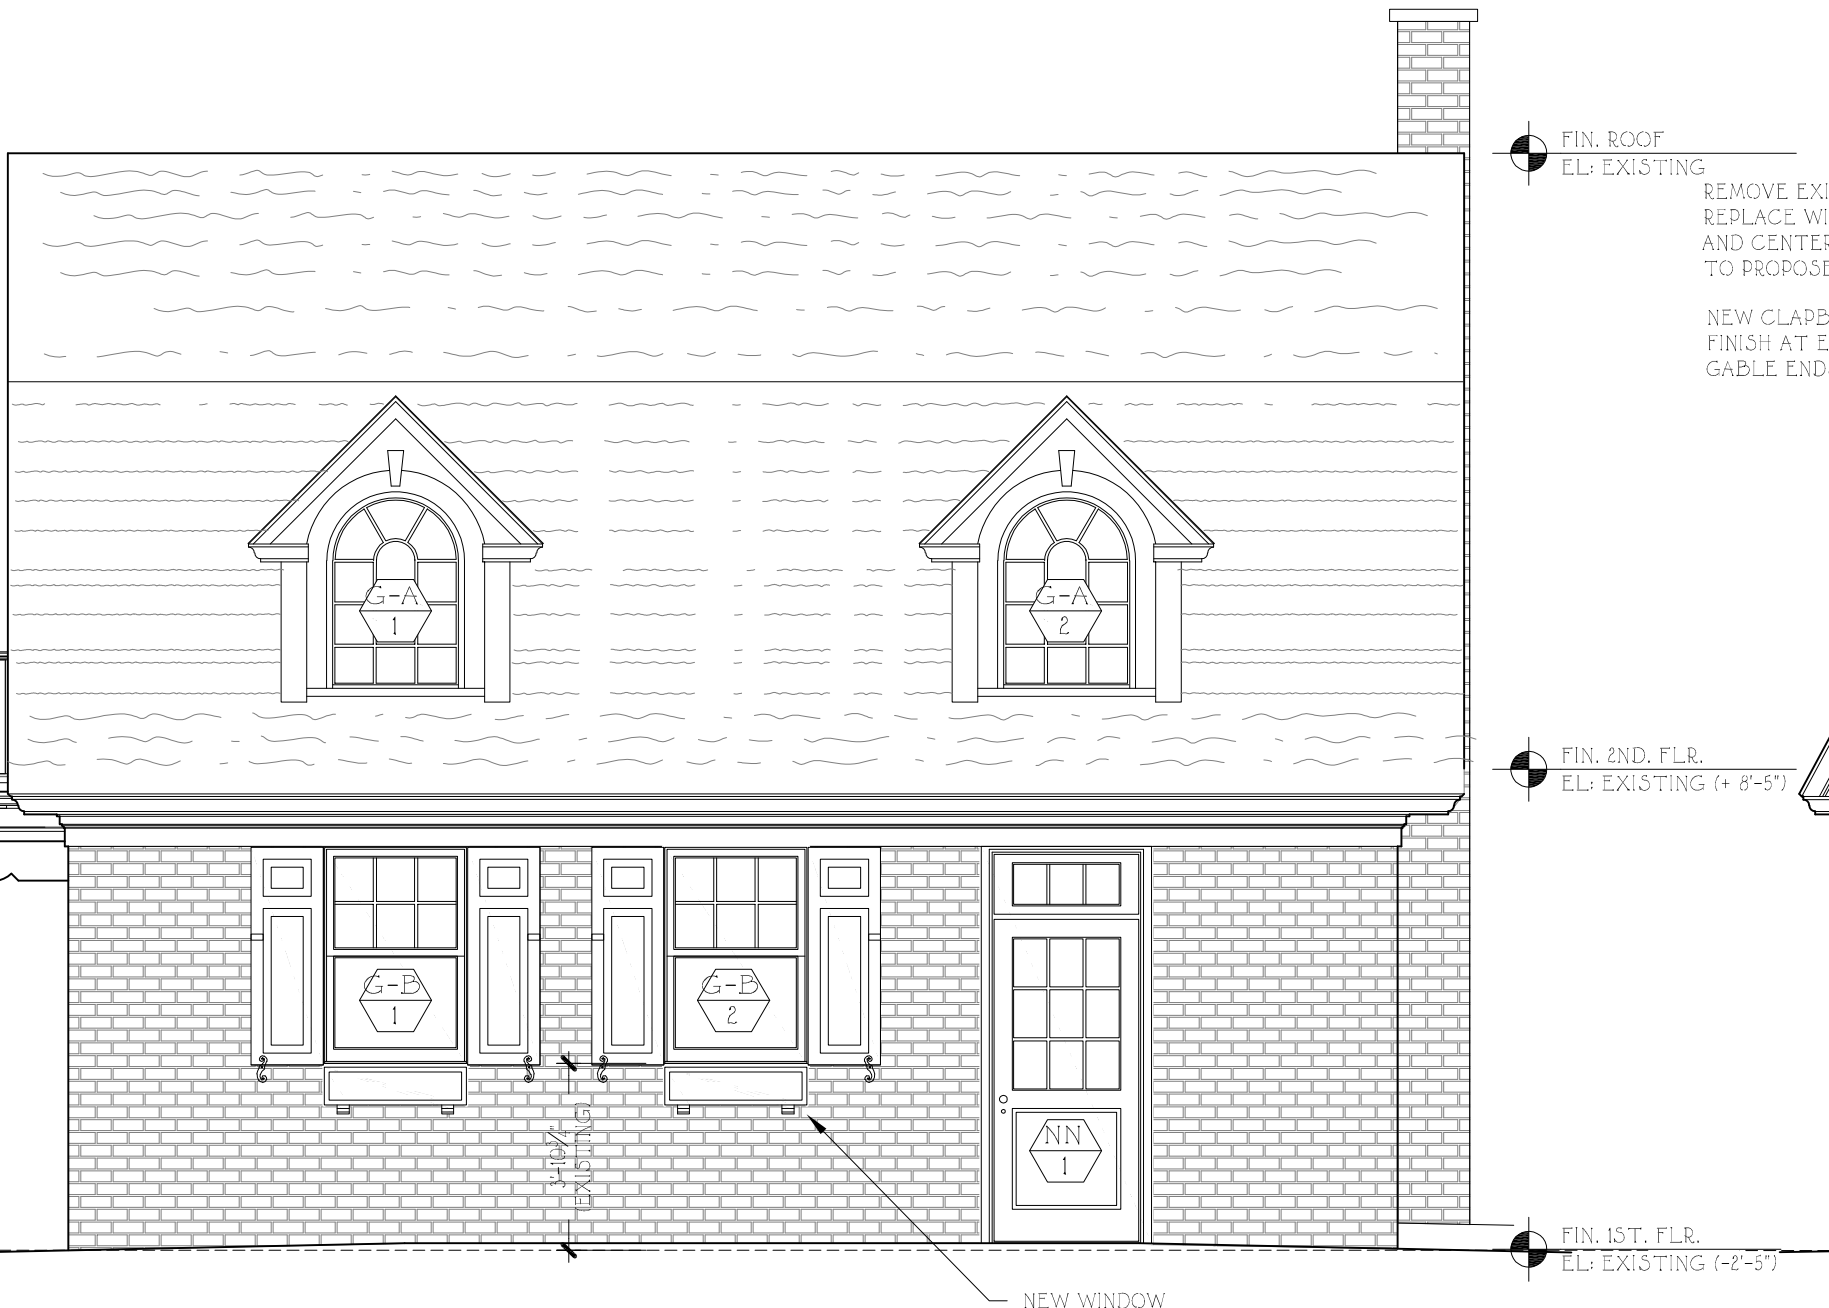 FIN. ROOF
EL: EXISTING
REMOVE EXI
REPLACE WI
AND CENTER
TO PROPOSE
NEW CLAPB
FINISH AT E
GABLE END
G-A
1
G-A
2
FIN. 2ND. FLR.
EL: EXISTING (+ 8'-5")
G-B
1
G-B
2
3'-10¾"
(EXISTING)
NN
1
FIN. 1ST. FLR.
EL: EXISTING (-2'-5")
NEW WINDOW